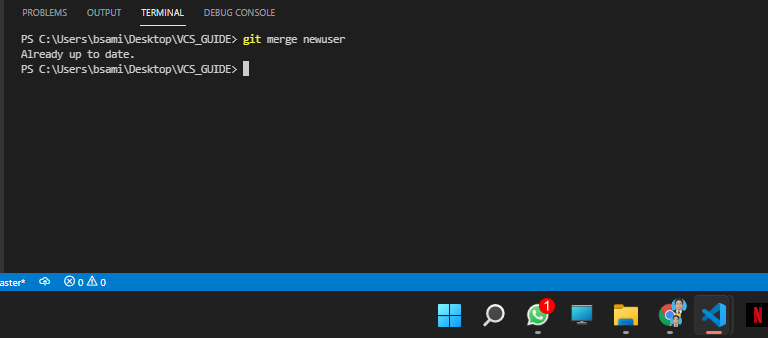 PROBLEMS OUTPUT TERMINAL DEBUG CONSOLE
PS C:\Users\bsami\Desktop\VCS_GUIDE> git merge newuser
Already up to date.
PS C:\Users\bsami\Desktop\VCS_GUIDE>
aster* 0 0
1
N